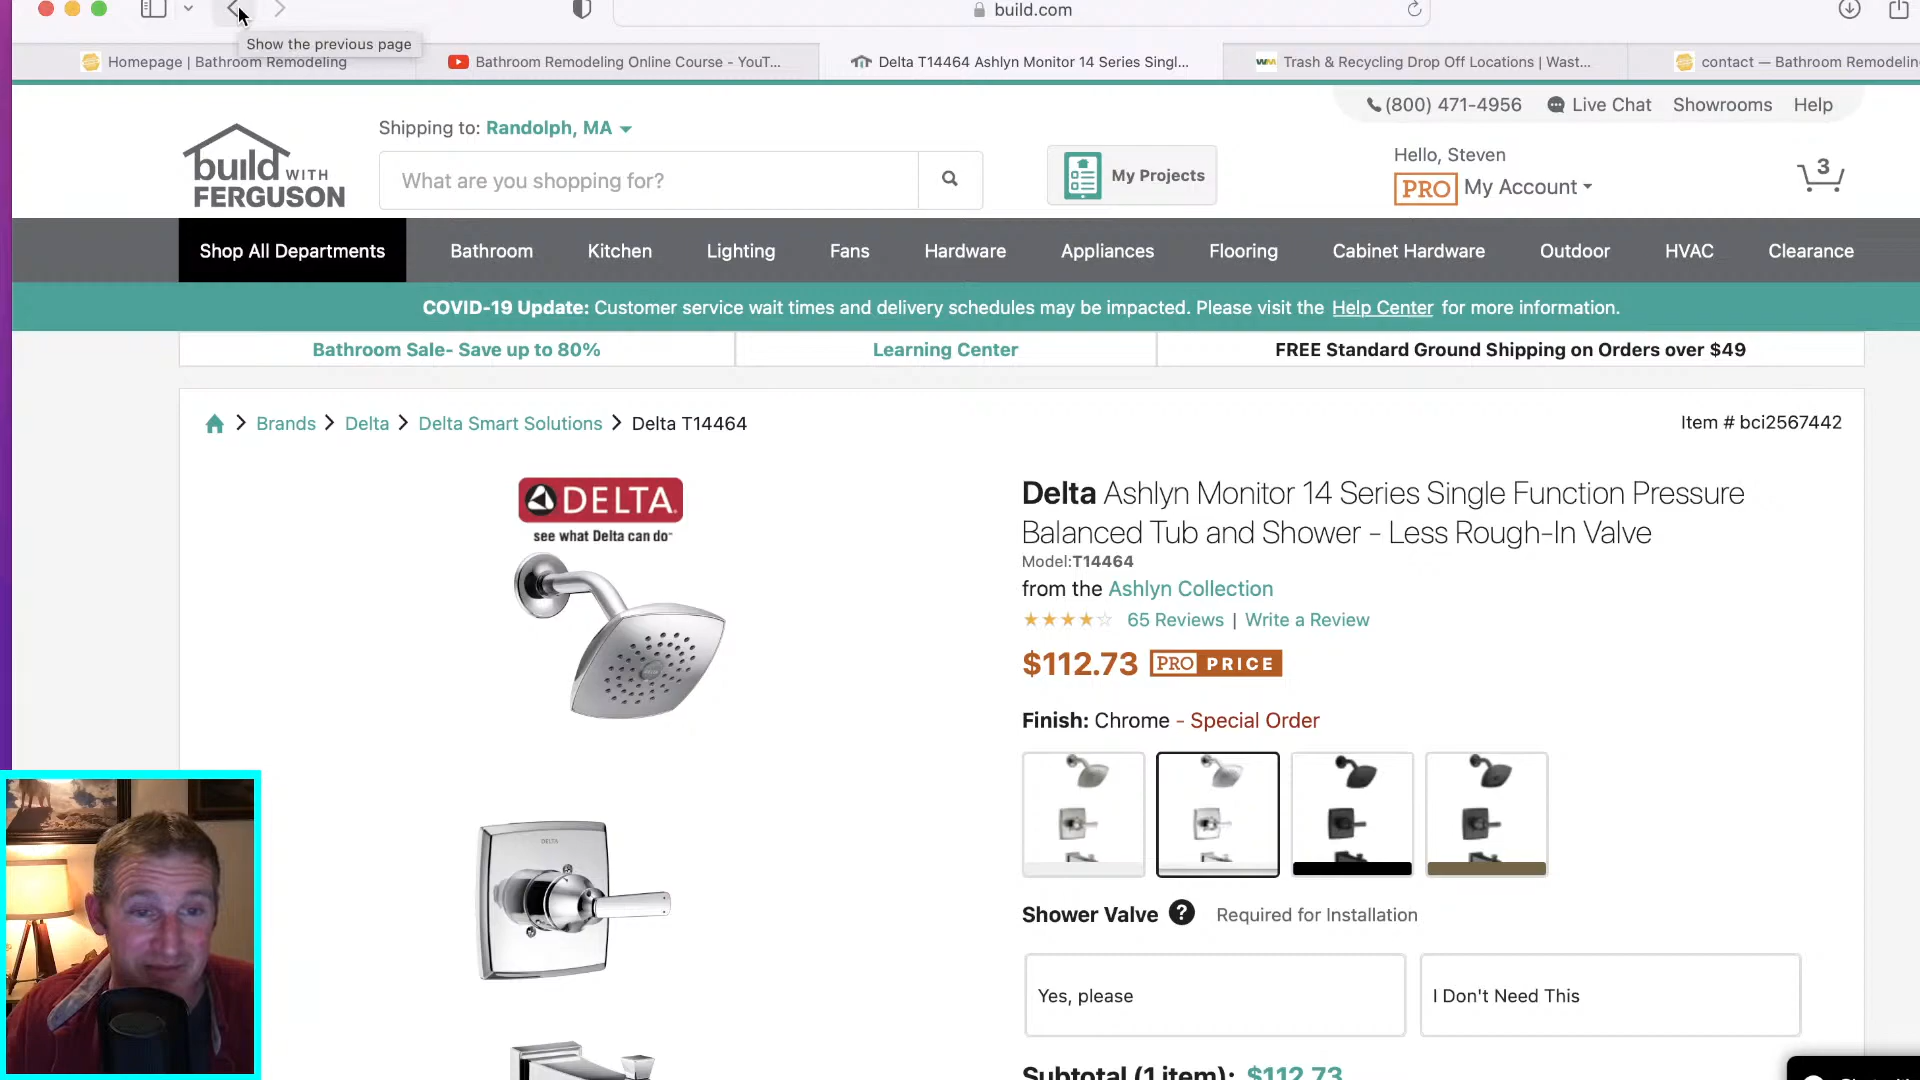 build.com
Show the previous page
Homepage | Bathroom Remodeling
Bathroom Remodeling Online Course - YouT...
Delta T14464 Ashlyn Monitor 14 Series Singl...
Trash & Recycling Drop Off Locations | Wast...
contact — Bathroom Remodelin
(800) 471-4956
Live Chat
Showrooms
Help
Shipping to: Randolph, MA
build WITH
FERGUSON
What are you shopping for?
My Projects
Hello, Steven
PRO My Account
3
Shop All Departments
Bathroom
Kitchen
Lighting
Fans
Hardware
Appliances
Flooring
Cabinet Hardware
Outdoor
HVAC
Clearance
COVID-19 Update: Customer service wait times and delivery schedules may be impacted. Please visit the Help Center for more information.
Bathroom Sale- Save up to 80%
Learning Center
FREE Standard Ground Shipping on Orders over $49
Brands > Delta > Delta Smart Solutions > Delta T14464
Item # bci2567442
DELTA
see what Delta can do™
DELTA
Delta Ashlyn Monitor 14 Series Single Function Pressure
Balanced Tub and Shower - Less Rough-In Valve
Model:T14464
from the Ashlyn Collection
65 Reviews | Write a Review
$112.73 PRO PRICE
Finish: Chrome - Special Order
Shower Valve ? Required for Installation
Yes, please
I Don't Need This
Subtotal (1 item): $112.73